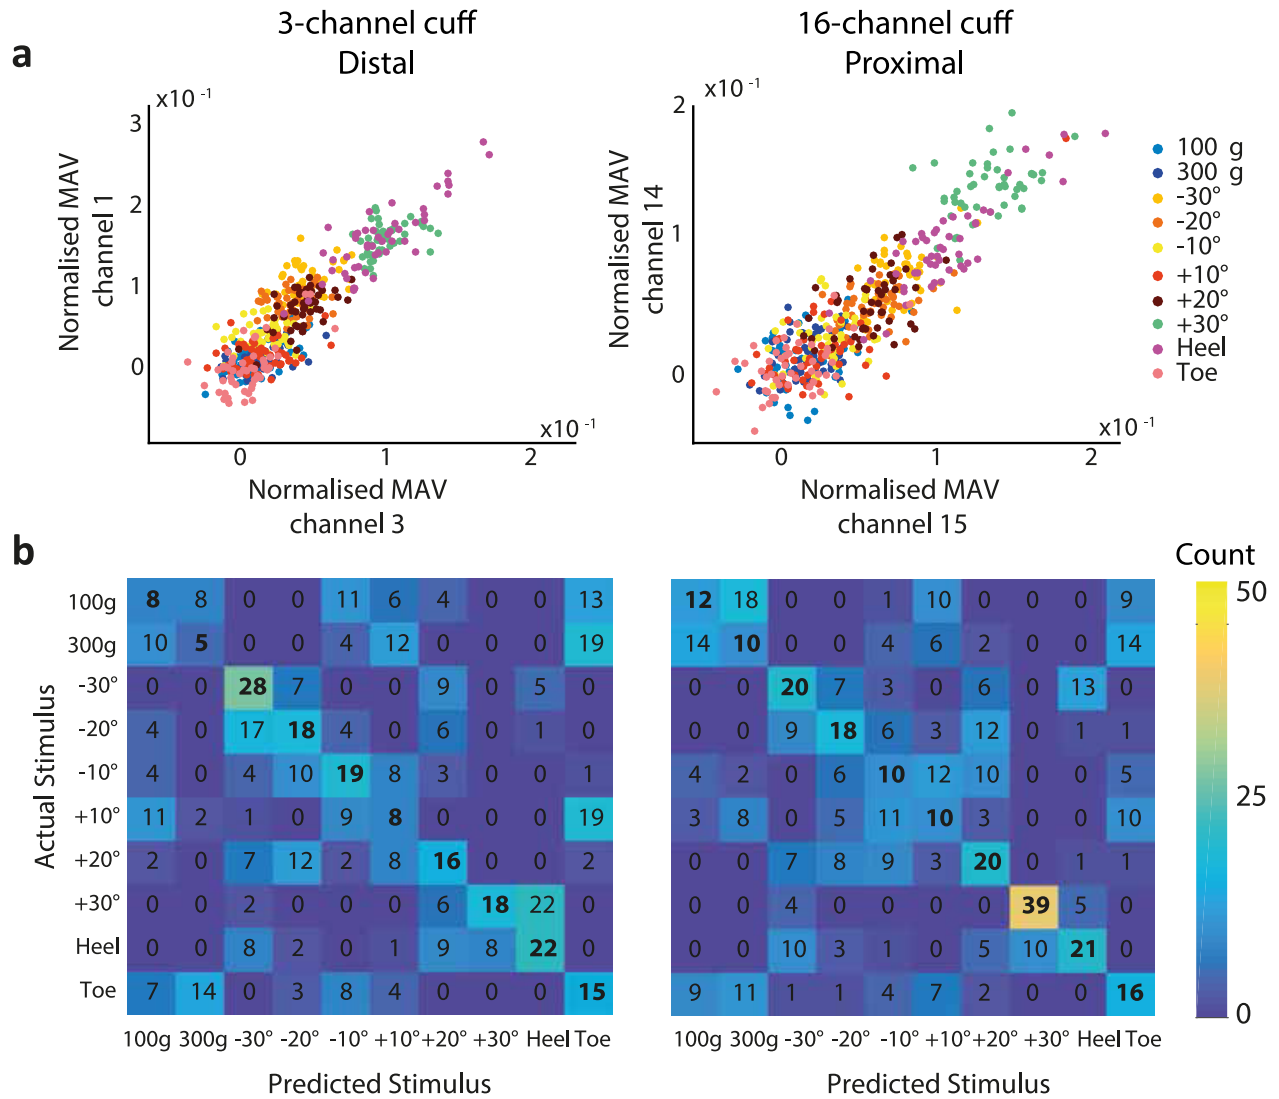 3-channel cuff
Distal
16-channel cuff
Proximal
a
x10 -1
3
2
1
0
Normalised MAV
channel 1
x10 -1
0
1
2
Normalised MAV
channel 3
x10 -1
2
1
0
Normalised MAV
channel 14
x10 -1
0
1
2
Normalised MAV
channel 15
100 g
300 g
-30°
-20°
-10°
+10°
+20°
+30°
Heel
Toe
b
Actual Stimulus
100g 8 8 0 0 11 6 4 0 0 13
300g 10 5 0 0 4 12 0 0 0 19
-30° 0 0 28 7 0 0 9 0 5 0
-20° 4 0 17 18 4 0 6 0 1 0
-10° 4 0 4 10 19 8 3 0 0 1
+10° 11 2 1 0 9 8 0 0 0 19
+20° 2 0 7 12 2 8 16 0 0 2
+30° 0 0 2 0 0 0 6 18 22 0
Heel 0 0 8 2 0 1 9 8 22 0
Toe 7 14 0 3 8 4 0 0 0 15
100g 300g -30° -20° -10° +10° +20° +30° Heel Toe
Predicted Stimulus
12 18 0 0 1 10 0 0 0 9
14 10 0 0 4 6 2 0 0 14
0 0 20 7 3 0 6 0 13 0
0 0 9 18 6 3 12 0 1 1
4 2 0 6 10 12 10 0 0 5
3 8 0 5 11 10 3 0 0 10
0 0 7 8 9 3 20 0 1 1
0 0 4 0 0 0 0 39 5 0
0 0 10 3 1 0 5 10 21 0
9 11 1 1 4 7 2 0 0 16
100g 300g -30° -20° -10° +10° +20° +30° Heel Toe
Predicted Stimulus
Count
50
25
0